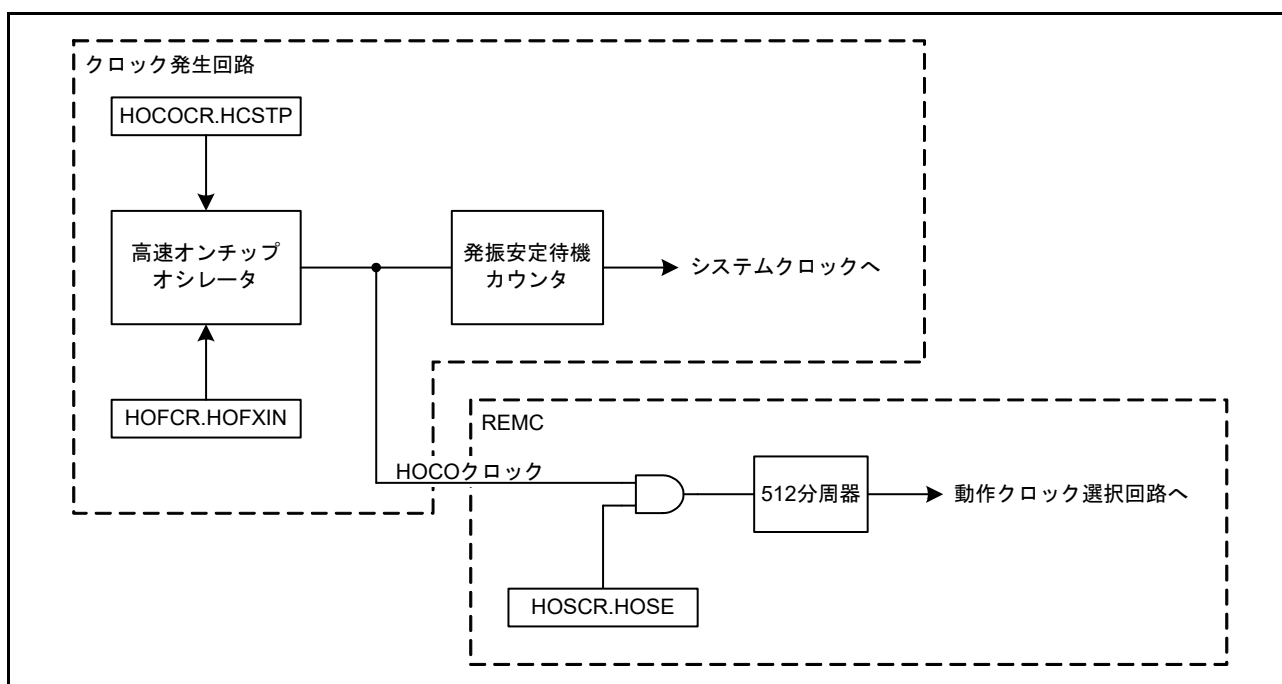 クロック発生回路
HOCOCR.HCSTP
高速オンチップ
オシレータ
発振安定待機
カウンタ
システムクロックへ
HOFCR.HOFXIN
REMC
HOCOクロック
512分周器
動作クロック選択回路へ
HOSCR.HOSE